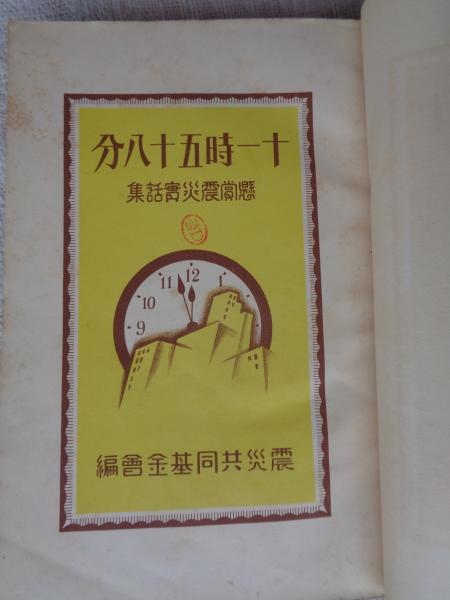 十一時五十八分
懸賞震災實話集
11 12 1
10
9
震災共同基金會編